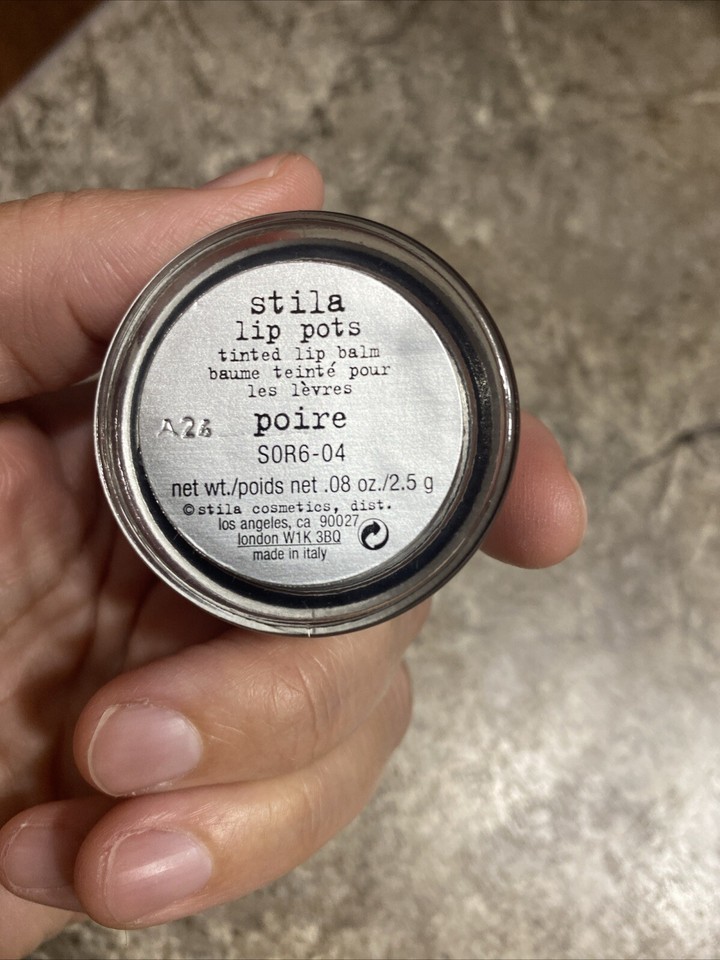 stila
lip pots
tinted lip balm
baume teinté pour
les lèvres
poire
A26
S0R6-04
net wt./poids net .08 oz./2.5 g
©stila cosmetics, dist.
los angeles, ca 90027
london W1K 3BQ
made in italy